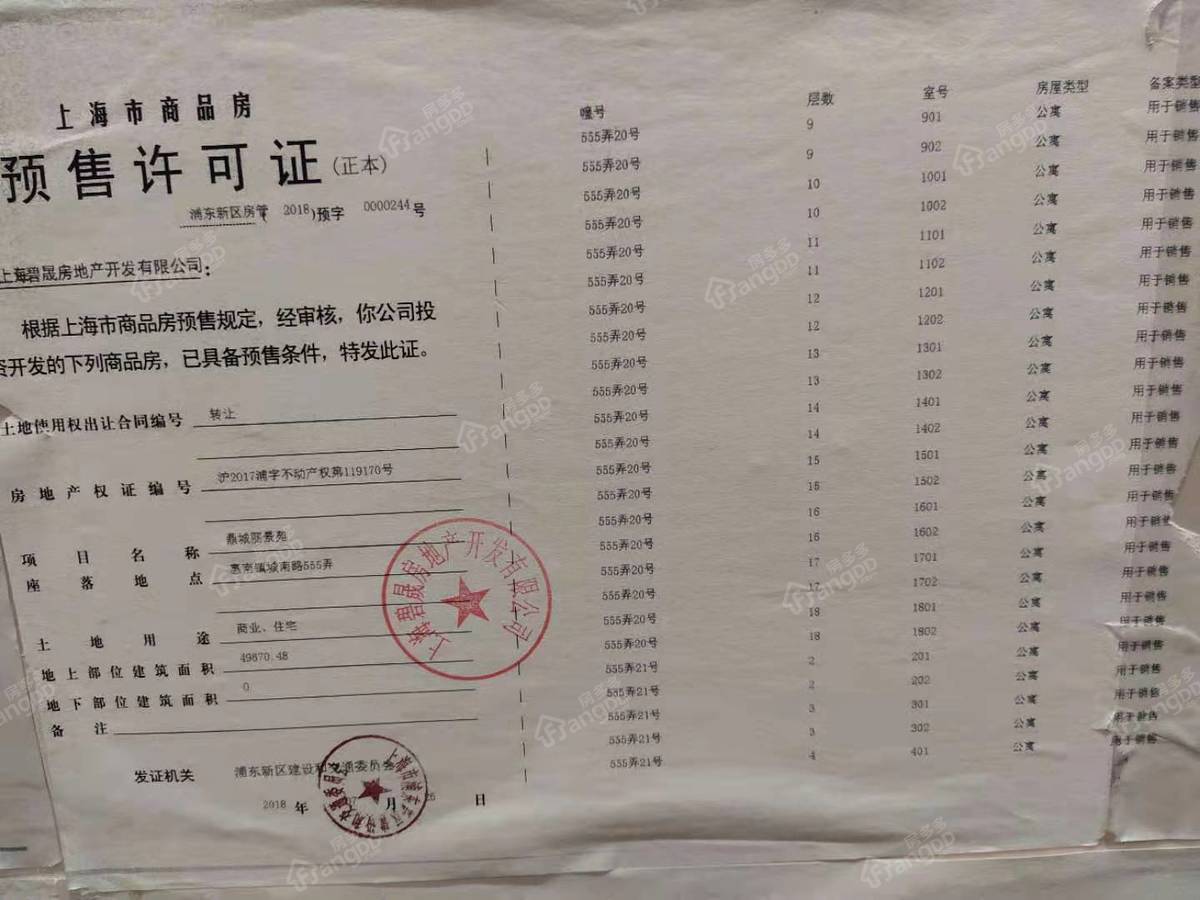 上海市商品房
预售许可证(正本)
浦东新区房管(2018)预字0000244号
上海碧晟房地产开发有限公司:
根据上海市商品房预售规定,经审核,你公司投
资开发的下列商品房,已具备预售条件,特发此证。
土地使用权出让合同编号 转让
房地产权证编号 沪2017浦字不动产权第119170号
项目名称 鼎城丽景苑
座落地点 惠南镇城南路555弄
土地用途 商业、住宅
地上部位建筑面积 49870.48
地下部位建筑面积 0
备注
发证机关 浦东新区建设和交通委员会
2018年07月26日
上海碧晟房地产开发有限公司
幢号 层数 室号 房屋类型 备案类型
555弄20号 9 901 公寓 用于销售
555弄20号 9 902 公寓 用于销售
555弄20号 10 1001 公寓 用于销售
555弄20号 10 1002 公寓 用于销售
555弄20号 11 1101 公寓 用于销售
555弄20号 11 1102 公寓 用于销售
555弄20号 12 1201 公寓 用于销售
555弄20号 12 1202 公寓 用于销售
555弄20号 13 1301 公寓 用于销售
555弄20号 13 1302 公寓 用于销售
555弄20号 14 1401 公寓 用于销售
555弄20号 14 1402 公寓 用于销售
555弄20号 15 1501 公寓 用于销售
555弄20号 15 1502 公寓 用于销售
555弄20号 16 1601 公寓 用于销售
555弄20号 16 1602 公寓 用于销售
555弄20号 17 1701 公寓 用于销售
555弄20号 17 1702 公寓 用于销售
555弄20号 18 1801 公寓 用于销售
555弄20号 18 1802 公寓 用于销售
555弄21号 2 201 公寓 用于销售
555弄21号 2 202 公寓 用于销售
555弄21号 3 301 公寓 用于销售
555弄21号 3 302 公寓 用于销售
555弄21号 4 401 公寓 用于销售
房多多
Fangdd